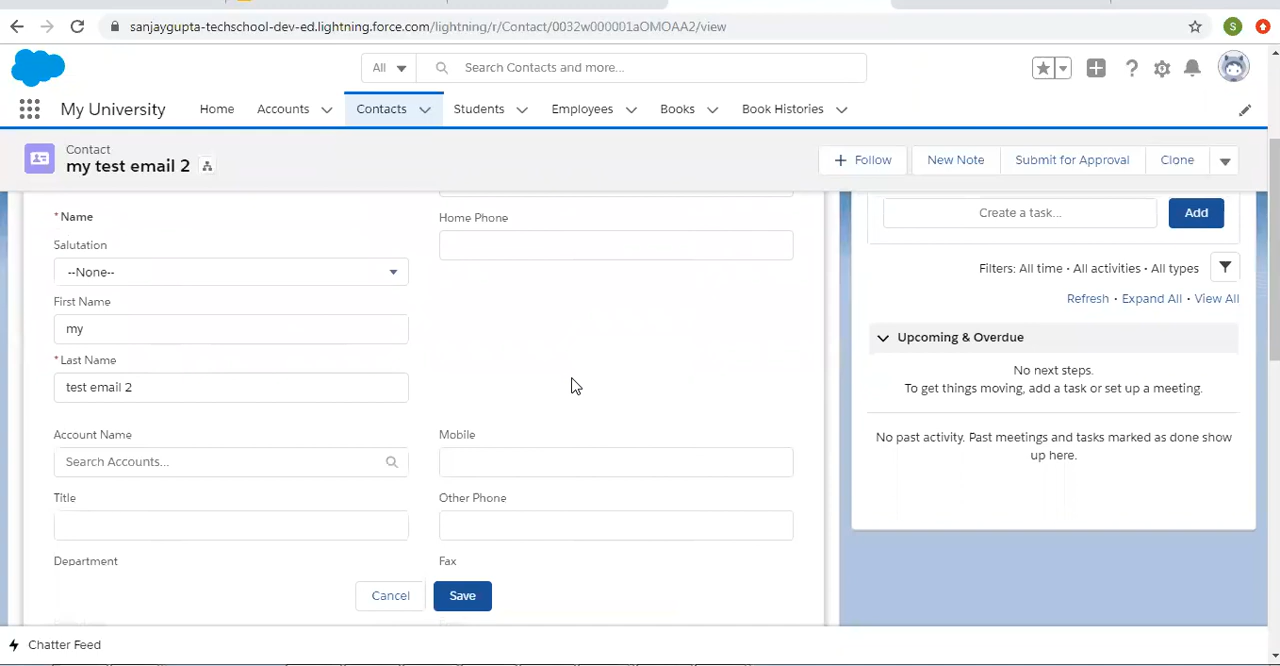 sanjaygupta-techschool-dev-ed.lightning.force.com/lightning/r/Contact/0032w000001aOMOAA2/view
S
All
Search Contacts and more...
My University
Home
Accounts
Contacts
Students
Employees
Books
Book Histories
Contact
my test email 2
Follow
New Note
Submit for Approval
Clone
* Name
Salutation
--None--
First Name
my
* Last Name
test email 2
Account Name
Search Accounts...
Title
Department
Home Phone
Mobile
Other Phone
Fax
Cancel
Save
Create a task...
Add
Filters: All time • All activities • All types
Refresh • Expand All • View All
Upcoming & Overdue
No next steps.
To get things moving, add a task or set up a meeting.
No past activity. Past meetings and tasks marked as done show
up here.
Chatter Feed